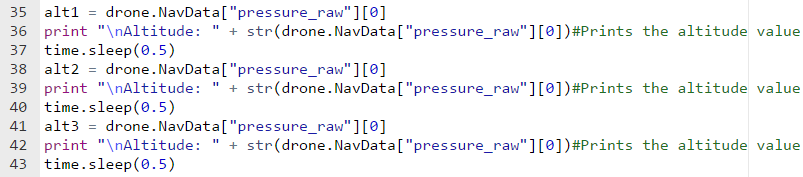 35 alt1 = drone.NavData["pressure_raw"][0]
36 print "\nAltitude: " + str(drone.NavData["pressure_raw"][0])#Prints the altitude value
37 time.sleep(0.5)
38 alt2 = drone.NavData["pressure_raw"][0]
39 print "\nAltitude: " + str(drone.NavData["pressure_raw"][0])#Prints the altitude value
40 time.sleep(0.5)
41 alt3 = drone.NavData["pressure_raw"][0]
42 print "\nAltitude: " + str(drone.NavData["pressure_raw"][0])#Prints the altitude value
43 time.sleep(0.5)